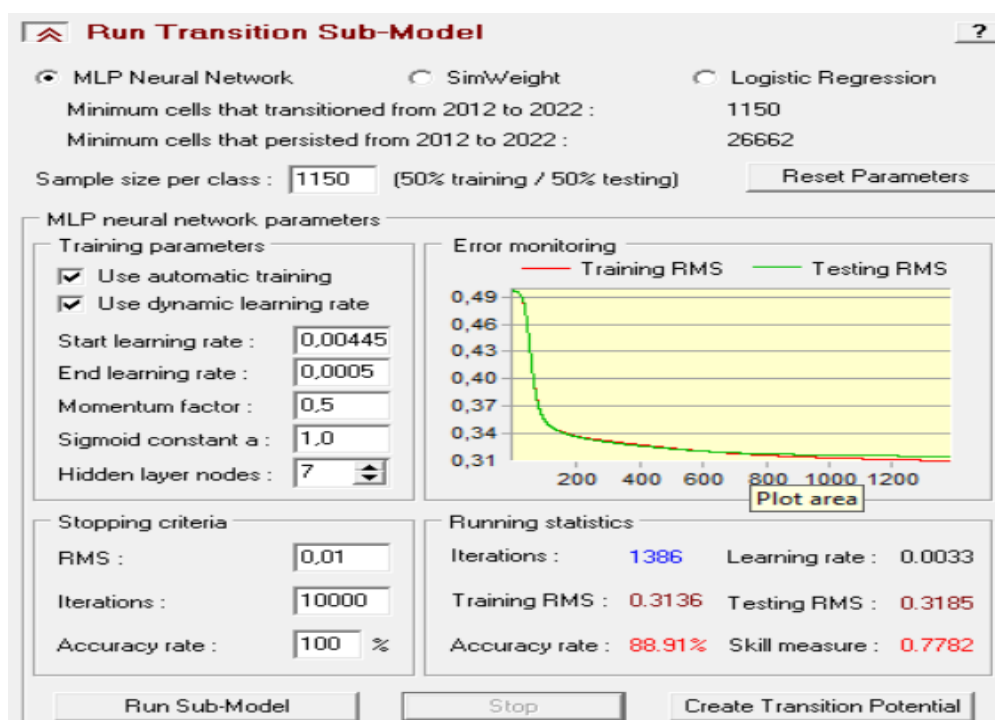 Run Transition Sub-Model
?
MLP Neural Network SimWeight Logistic Regression
Minimum cells that transitioned from 2012 to 2022 : 1150
Minimum cells that persisted from 2012 to 2022 : 26662
Sample size per class : 1150 (50% training / 50% testing) Reset Parameters
MLP neural network parameters
Training parameters
Use automatic training
Use dynamic learning rate
Start learning rate : 0,00445
End learning rate : 0,0005
Momentum factor : 0,5
Sigmoid constant a : 1,0
Hidden layer nodes : 7
Error monitoring
Training RMS Testing RMS
0,49
0,46
0,43
0,40
0,37
0,34
0,31
200 400 600 800 1000 1200
Plot area
Stopping criteria
RMS : 0,01
Iterations : 10000
Accuracy rate : 100 %
Running statistics
Iterations : 1386 Learning rate : 0.0033
Training RMS : 0.3136 Testing RMS : 0.3185
Accuracy rate : 88.91% Skill measure : 0.7782
Run Sub-Model Stop Create Transition Potential